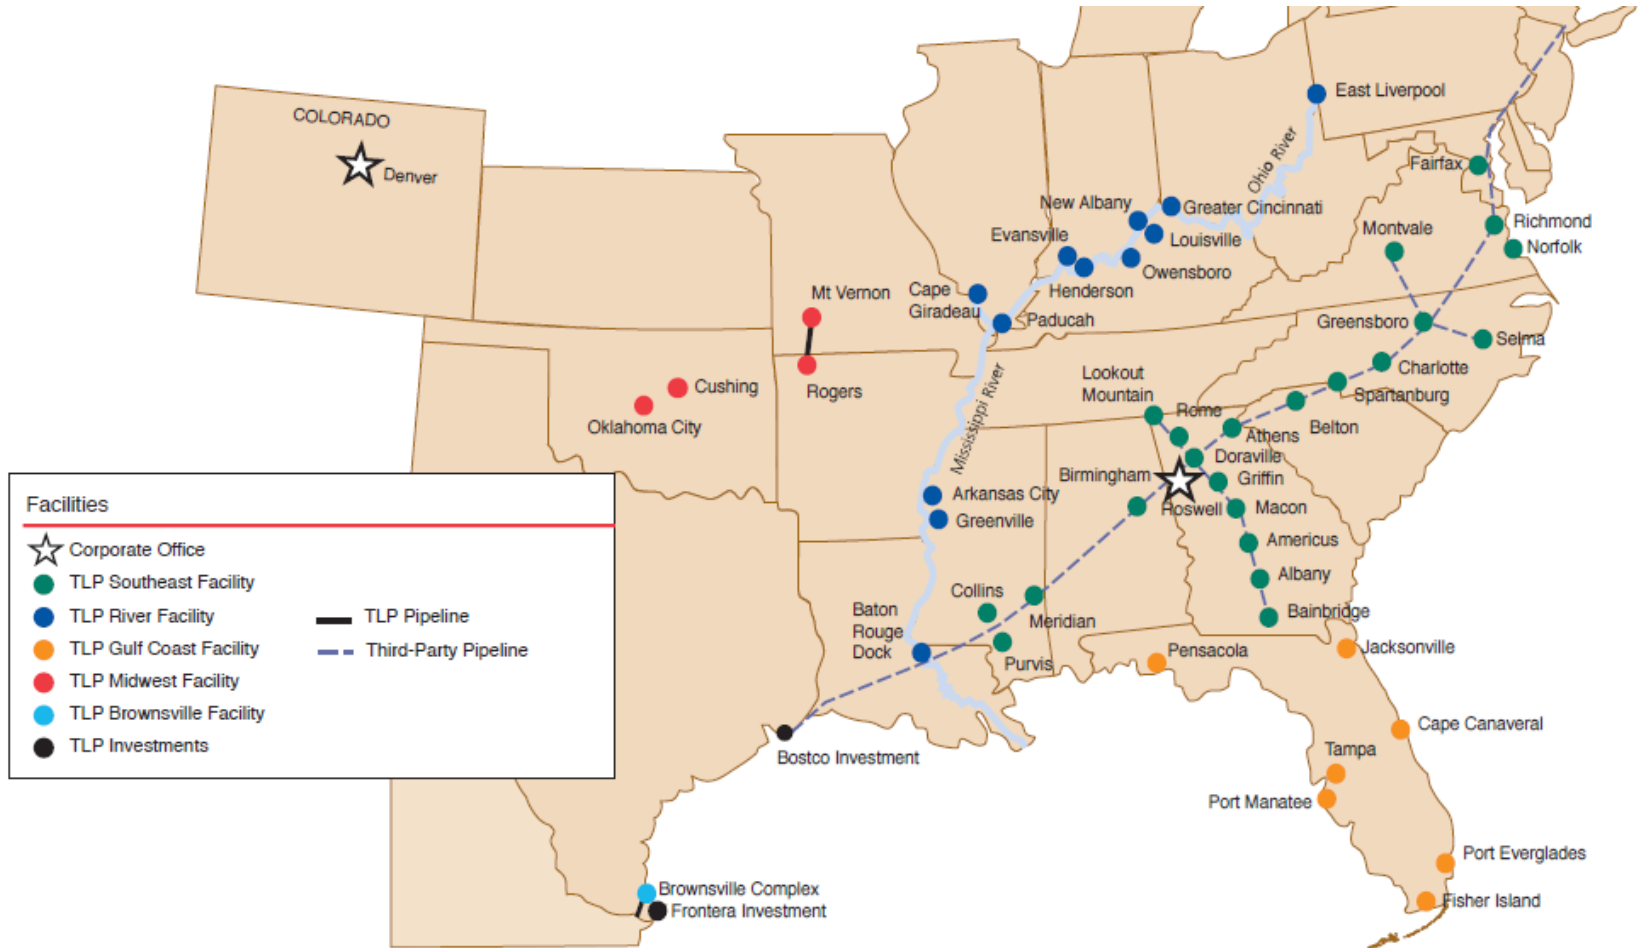 COLORADO
Denver
East Liverpool
Ohio River
Fairfax
New Albany
Greater Cincinnati
Richmond
Montvale
Norfolk
Evansville
Louisville
Owensboro
Mt Vernon
Cape
Giradeau
Henderson
Paducah
Greensboro
Selma
Charlotte
Lookout
Mountain
Mississippi River
Cushing
Rogers
Spartanburg
Rome
Oklahoma City
Athens
Belton
Doraville
Birmingham
Griffin
Arkansas City
Roswell
Macon
Greenville
Americus
Albany
Collins
Baton
Rouge
Dock
Meridian
Bainbridge
Purvis
Pensacola
Jacksonville
Cape Canaveral
Bostco Investment
Tampa
Port Manatee
Port Everglades
Brownsville Complex
Frontera Investment
Fisher Island
Facilities
Corporate Office
TLP Southeast Facility
TLP River Facility
TLP Gulf Coast Facility
TLP Midwest Facility
TLP Brownsville Facility
TLP Investments
TLP Pipeline
Third-Party Pipeline